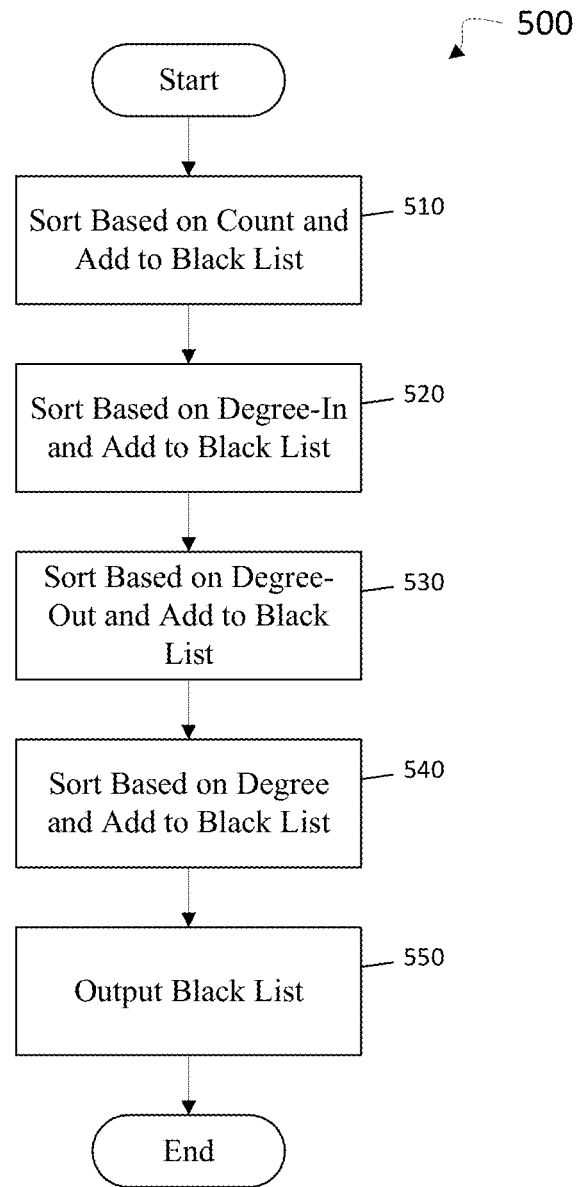 500
Start
510
Sort Based on Count and
Add to Black List
520
Sort Based on Degree-In
and Add to Black List
530
Sort Based on Degree-
Out and Add to Black
List
540
Sort Based on Degree
and Add to Black List
550
Output Black List
End